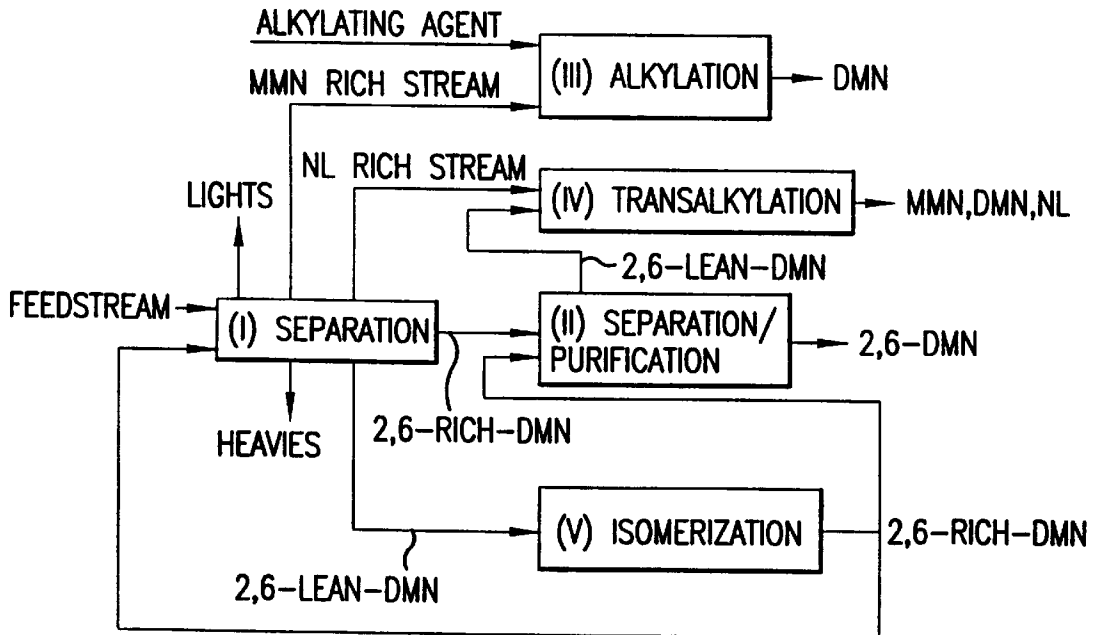 ALKYLATING AGENT
(III) ALKYLATION
DMN
MMN RICH STREAM
NL RICH STREAM
LIGHTS
(IV) TRANSALKYLATION
MMN,DMN,NL
2,6-LEAN-DMN
FEEDSTREAM
(I) SEPARATION
(II) SEPARATION/
PURIFICATION
2,6-DMN
2,6-RICH-DMN
HEAVIES
(V) ISOMERIZATION
2,6-RICH-DMN
2,6-LEAN-DMN